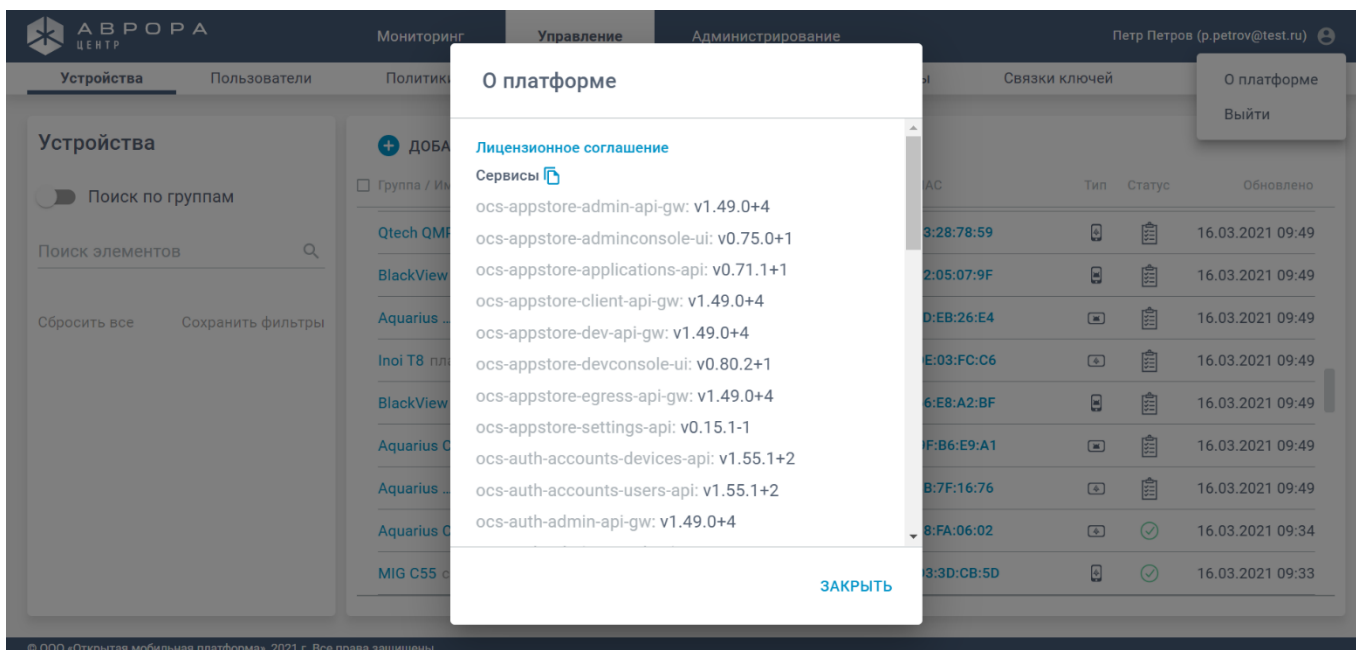 АВРОРА
ЦЕНТР
Мониторинг Управление Администрирование Петр Петров (p.petrov@test.ru)
Устройства Пользователи Связки ключей
О платформе
Выйти
Устройства
Поиск по группам
Поиск элементов
Сбросить все Сохранить фильтры
О платформе
Лицензионное соглашение
Сервисы
ocs-appstore-admin-api-gw: v1.49.0+4
ocs-appstore-adminconsole-ui: v0.75.0+1
ocs-appstore-applications-api: v0.71.1+1
ocs-appstore-client-api-gw: v1.49.0+4
ocs-appstore-dev-api-gw: v1.49.0+4
ocs-appstore-devconsole-ui: v0.80.2+1
ocs-appstore-egress-api-gw: v1.49.0+4
ocs-appstore-settings-api: v0.15.1-1
ocs-auth-accounts-devices-api: v1.55.1+2
ocs-auth-accounts-users-api: v1.55.1+2
ocs-auth-admin-api-gw: v1.49.0+4
ЗАКРЫТЬ
Группа / Тип Статус Обновлено
Qtech 3:28:78:59 16.03.2021 09:49
BlackView 2:05:07:9F 16.03.2021 09:49
Aquarius ... D:EB:26:E4 16.03.2021 09:49
Inoi T8 E:03:FC:C6 16.03.2021 09:49
BlackView 6:E8:A2:BF 16.03.2021 09:49
Aquarius F:B6:E9:A1 16.03.2021 09:49
Aquarius ... B:7F:16:76 16.03.2021 09:49
Aquarius 8:FA:06:02 16.03.2021 09:34
MIG C55 3:3D:CB:5D 16.03.2021 09:33
© ООО «Открытая мобильная платформа», 2021 г. Все права защищены